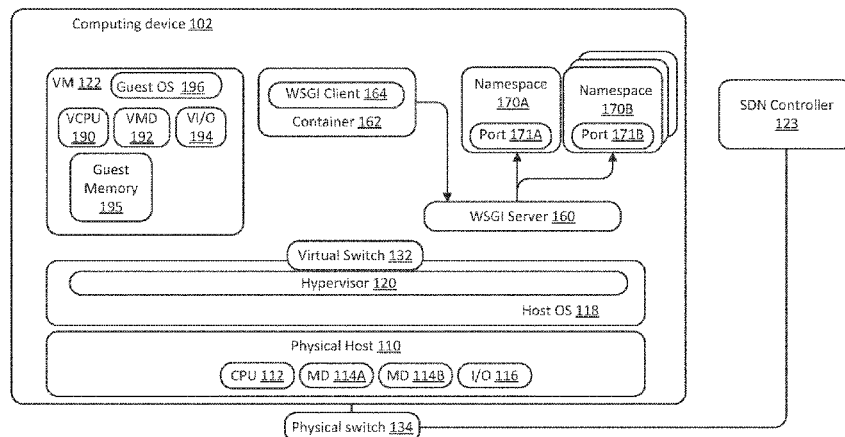 Computing device 102
VM 122
Guest OS 196
VCPU
190
VMD
192
VI/O
194
Guest
Memory
195
WSGI Client 164
Container
162
Namespace
170A
Port 171A
Namespace
170B
Port 171B
SDN Controller
123
WSGI Server 160
Virtual Switch 132
Hypervisor 120
Host OS 118
Physical Host 110
CPU 112
MD 114A
MD 114B
I/O 116
Physical switch 134